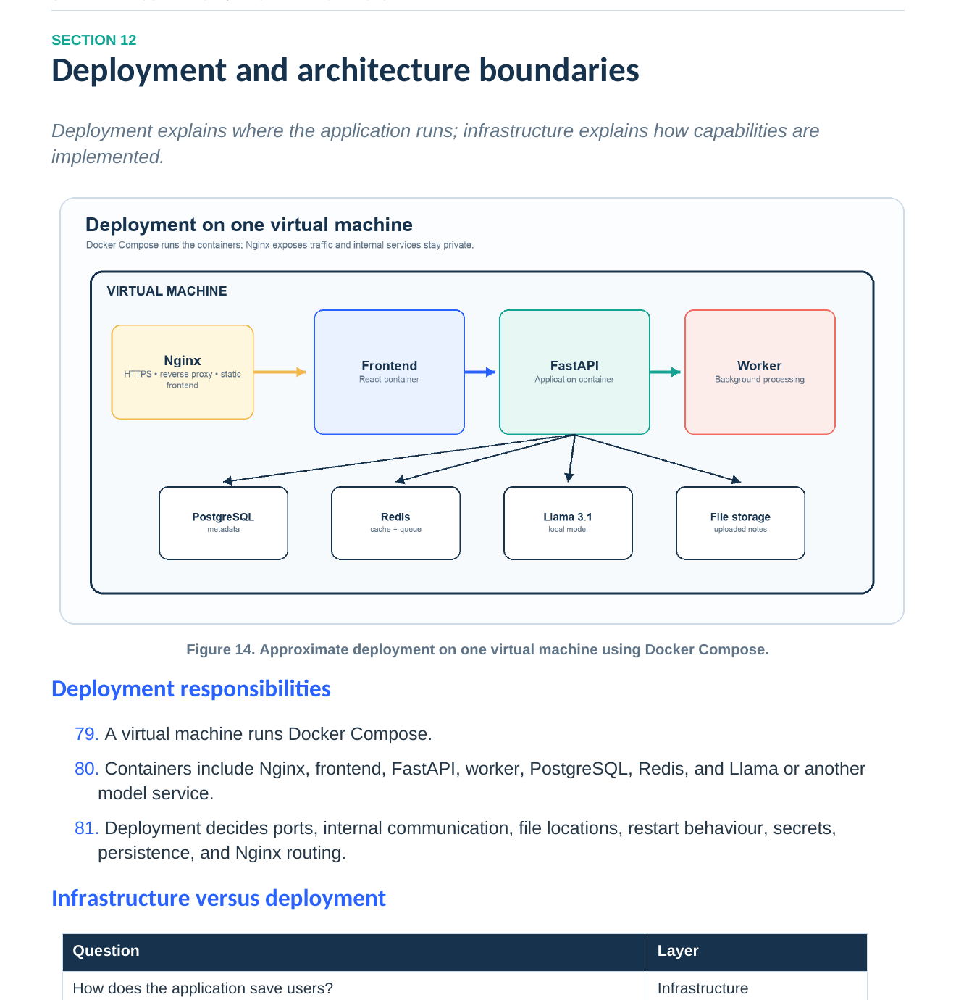 SECTION 12
Deployment and architecture boundaries
Deployment explains where the application runs; infrastructure explains how capabilities are
implemented.
Deployment on one virtual machine
Docker Compose runs the containers; Nginx exposes traffic and internal services stay private.
VIRTUAL MACHINE
Nginx
HTTPS • reverse proxy • static
frontend
Frontend
React container
FastAPI
Application container
Worker
Background processing
PostgreSQL
metadata
Redis
cache + queue
Llama 3.1
local model
File storage
uploaded notes
Figure 14. Approximate deployment on one virtual machine using Docker Compose.
Deployment responsibilities
79. A virtual machine runs Docker Compose.
80. Containers include Nginx, frontend, FastAPI, worker, PostgreSQL, Redis, and Llama or another
model service.
81. Deployment decides ports, internal communication, file locations, restart behaviour, secrets,
persistence, and Nginx routing.
Infrastructure versus deployment
Question Layer
How does the application save users? Infrastructure